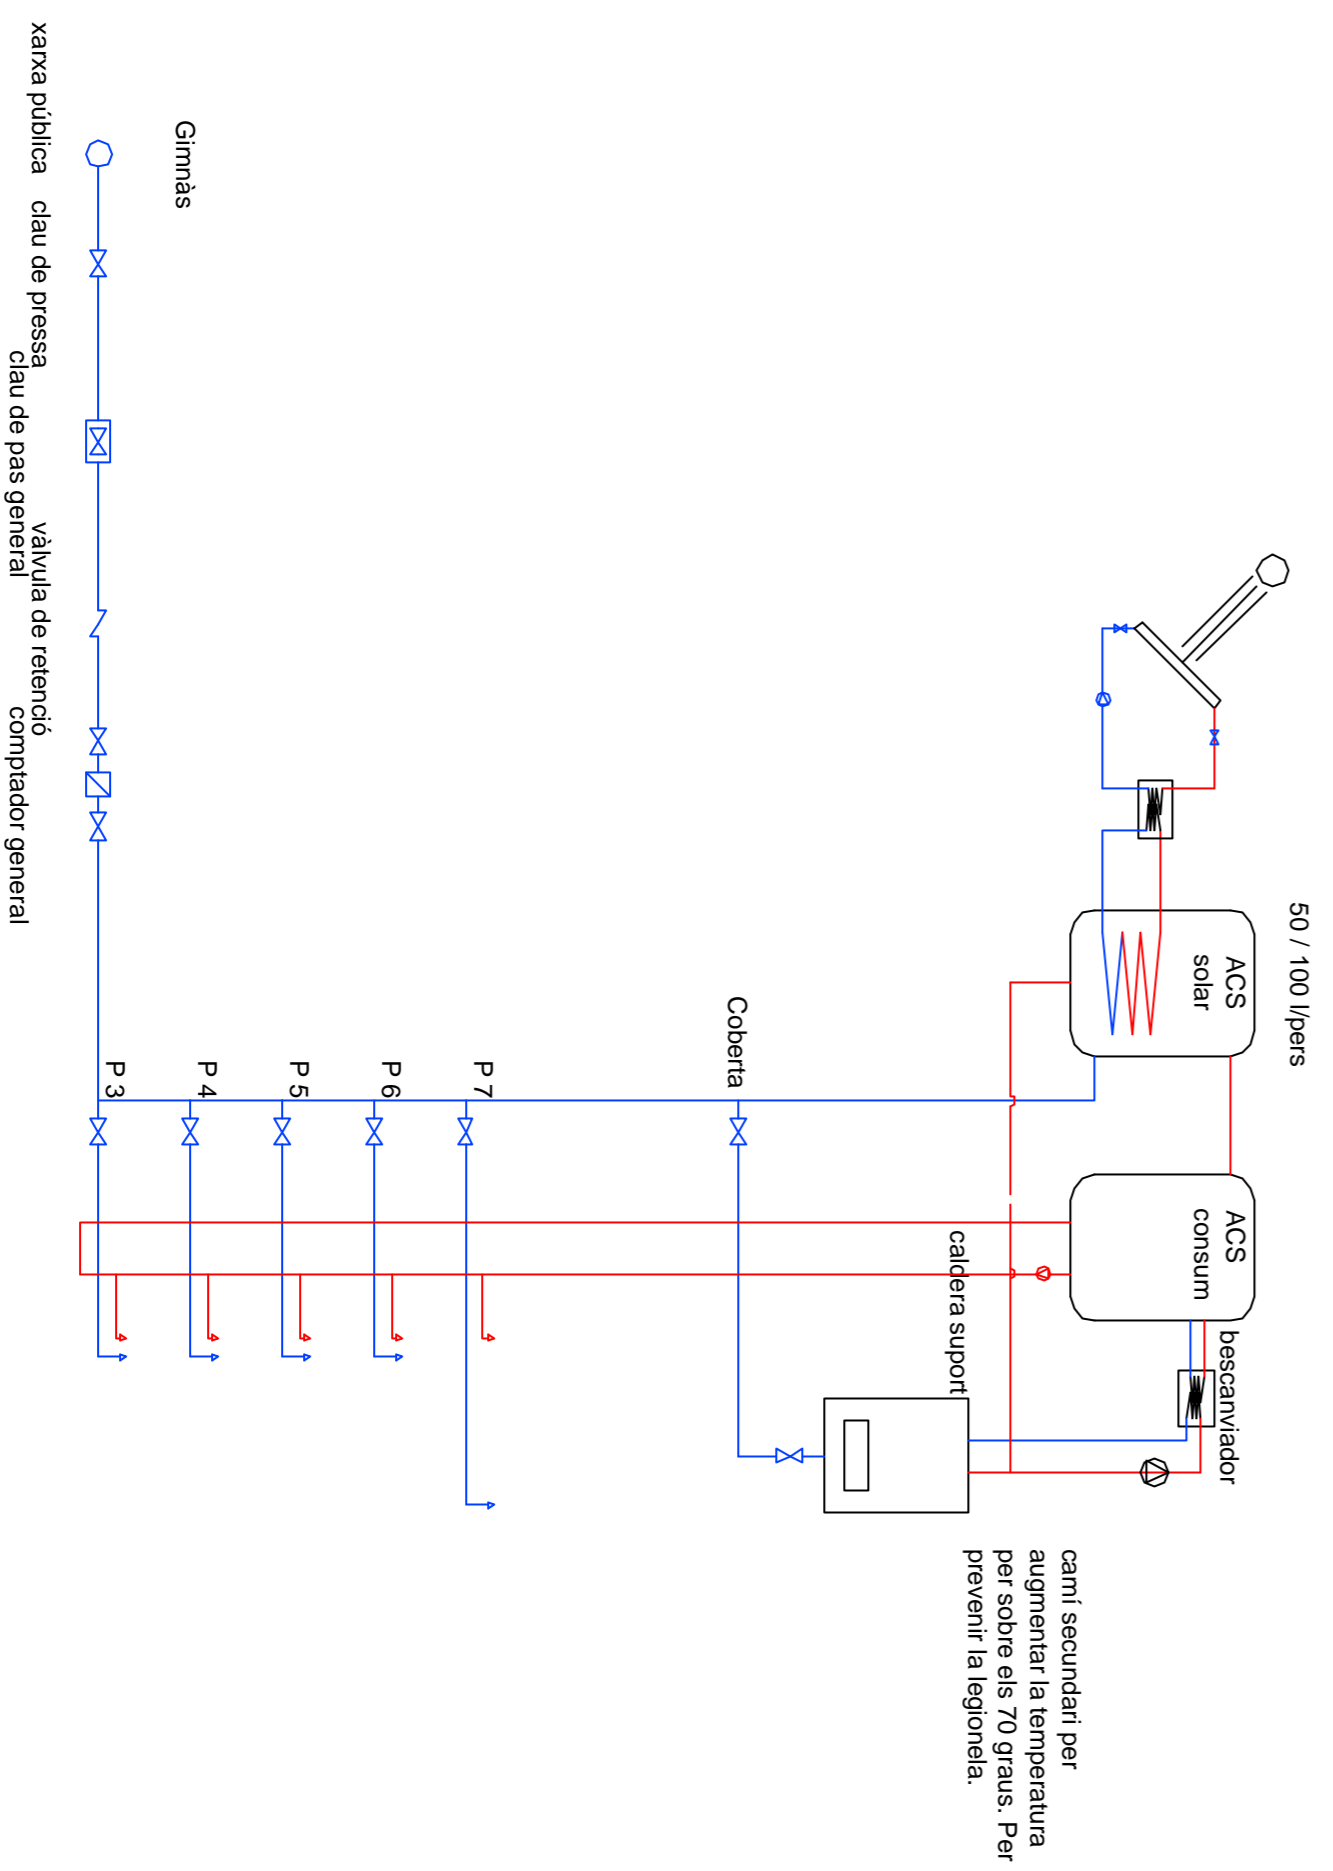 50 / 100 l/pers
ACS
solar
ACS
consum
bescanviador
camí secundari per
augmentar la temperatura
per sobre els 70 graus. Per
prevenir la legionela.
caldera suport
Coberta
P 7
P 6
P 5
P 4
P 3
Gimnàs
xarxa pública
clau de pressa
clau de pas general
vàlvula de retenció
comptador general